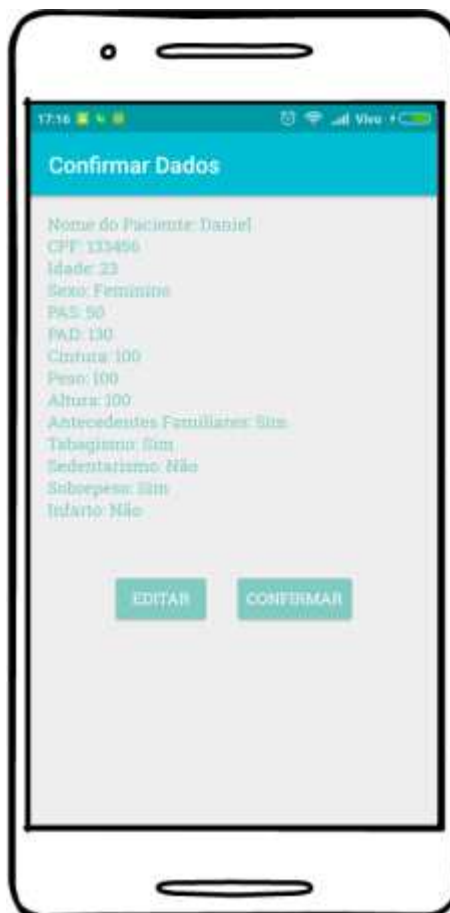 17:16 Vivo
Confirmar Dados
Nome do Paciente: Daniel
CPF: 133456
Idade: 23
Sexo: Feminino
PAS: 90
PAD: 130
Cintura: 100
Peso: 100
Altura: 100
Antecedentes Familiares: Sim
Tabagismo: Sim
Sedentarismo: Não
Sobrepeso: Sim
Infarto: Não
EDITAR CONFIRMAR